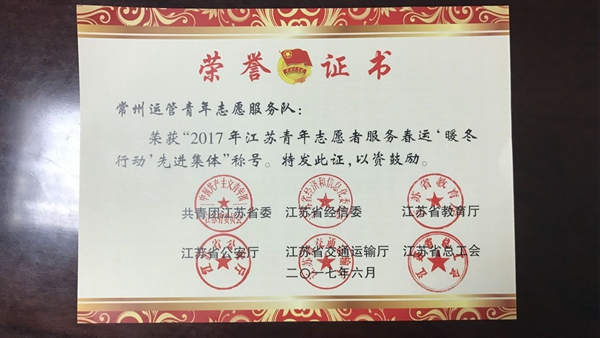 荣誉证书
常州运管青年志愿服务队：
荣获“2017年江苏青年志愿者服务春运‘暖冬
行动’先进集体”称号。特发此证，以资鼓励。
共青团江苏省委 江苏省经信委 江苏省教育厅
江苏省公安厅 江苏省交通运输厅 江苏省总工会
二〇一七年六月